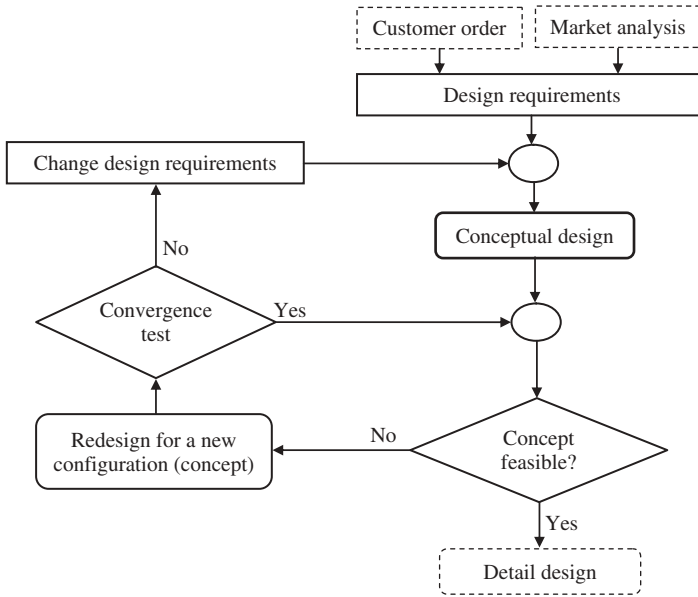 Customer order
Market analysis
Design requirements
Change design requirements
Conceptual design
No
Convergence
test
Yes
Redesign for a new
configuration (concept)
No
Concept
feasible?
Yes
Detail design